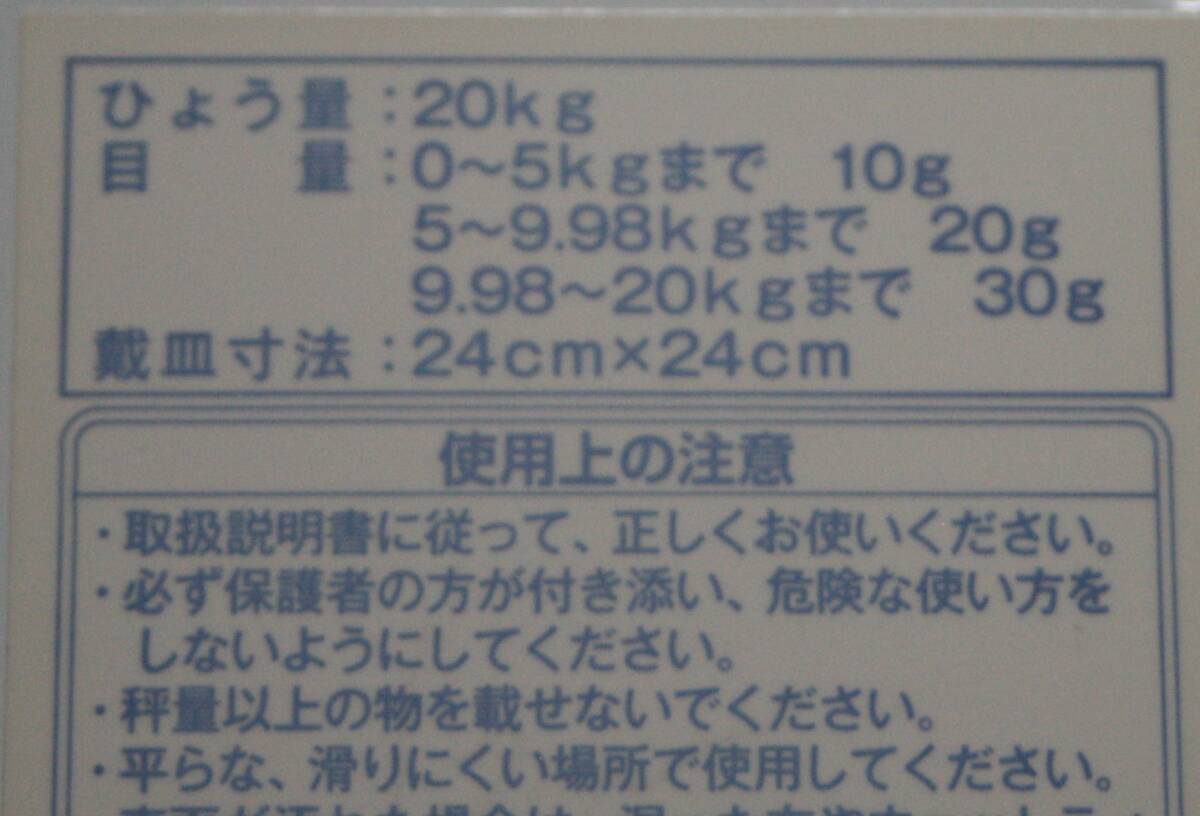 ひょう量：20kg
目　　量：0～5kgまで　10g
5～9.98kgまで　20g
9.98～20kgまで　30g
戴皿寸法：24cm×24cm
使用上の注意
・取扱説明書に従って、正しくお使いください。
・必ず保護者の方が付き添い、危険な使い方を
しないようにしてください。
・秤量以上の物を載せないでください。
・平らな、滑りにくい場所で使用してください。